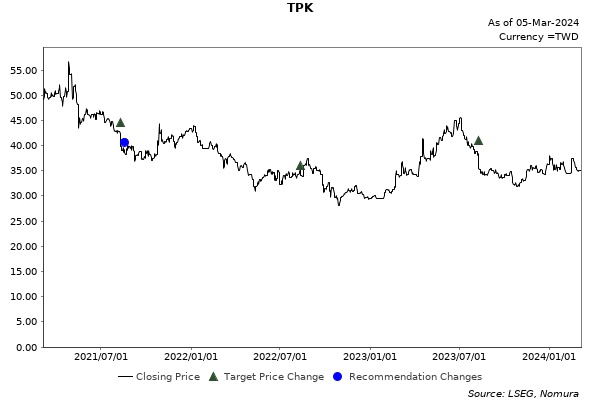 TPK
As of 05-Mar-2024
Currency =TWD
55.00
50.00
45.00
40.00
35.00
30.00
25.00
20.00
15.00
10.00
5.00
0.00
2021/07/01 2022/01/01 2022/07/01 2023/01/01 2023/07/01 2024/01/01
Closing Price Target Price Change Recommendation Changes
Source: LSEG, Nomura